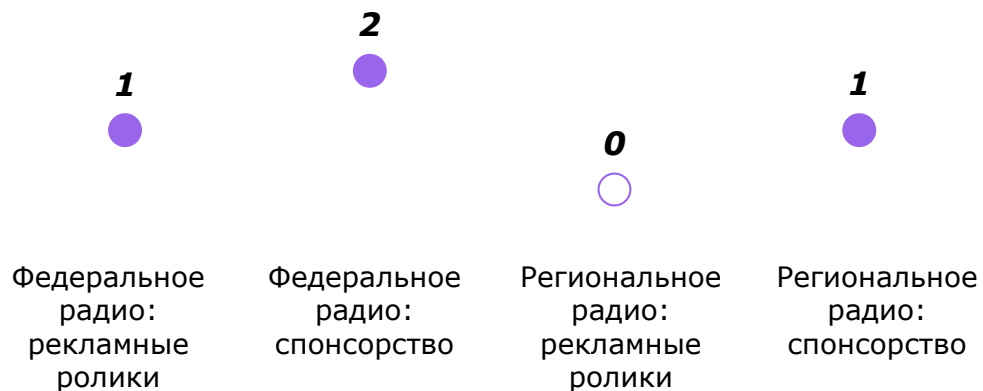 2
1
1
0
Федеральное
радио:
рекламные
ролики
Федеральное
радио:
спонсорство
Региональное
радио:
рекламные
ролики
Региональное
радио:
спонсорство